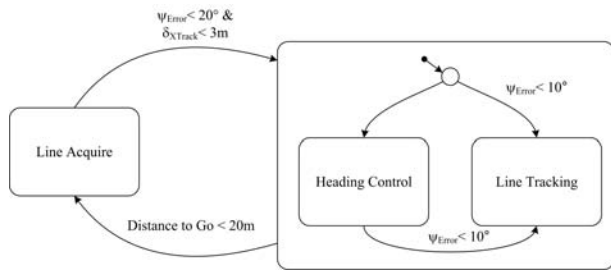 ψError< 20° &
δXTrack< 3m
ψError< 10°
Line Acquire
Heading Control
Line Tracking
Distance to Go < 20m
ψError< 10°